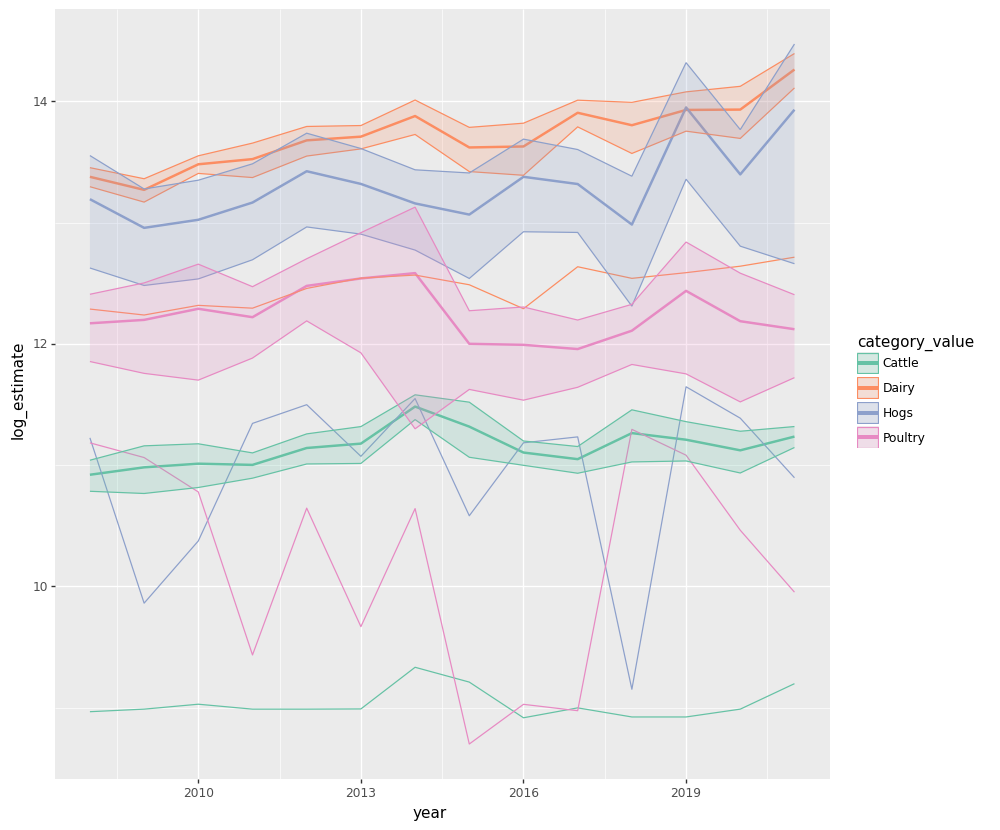 14
12
10
log_estimate
2010
2013
2016
2019
year
category_value
Cattle
Dairy
Hogs
Poultry